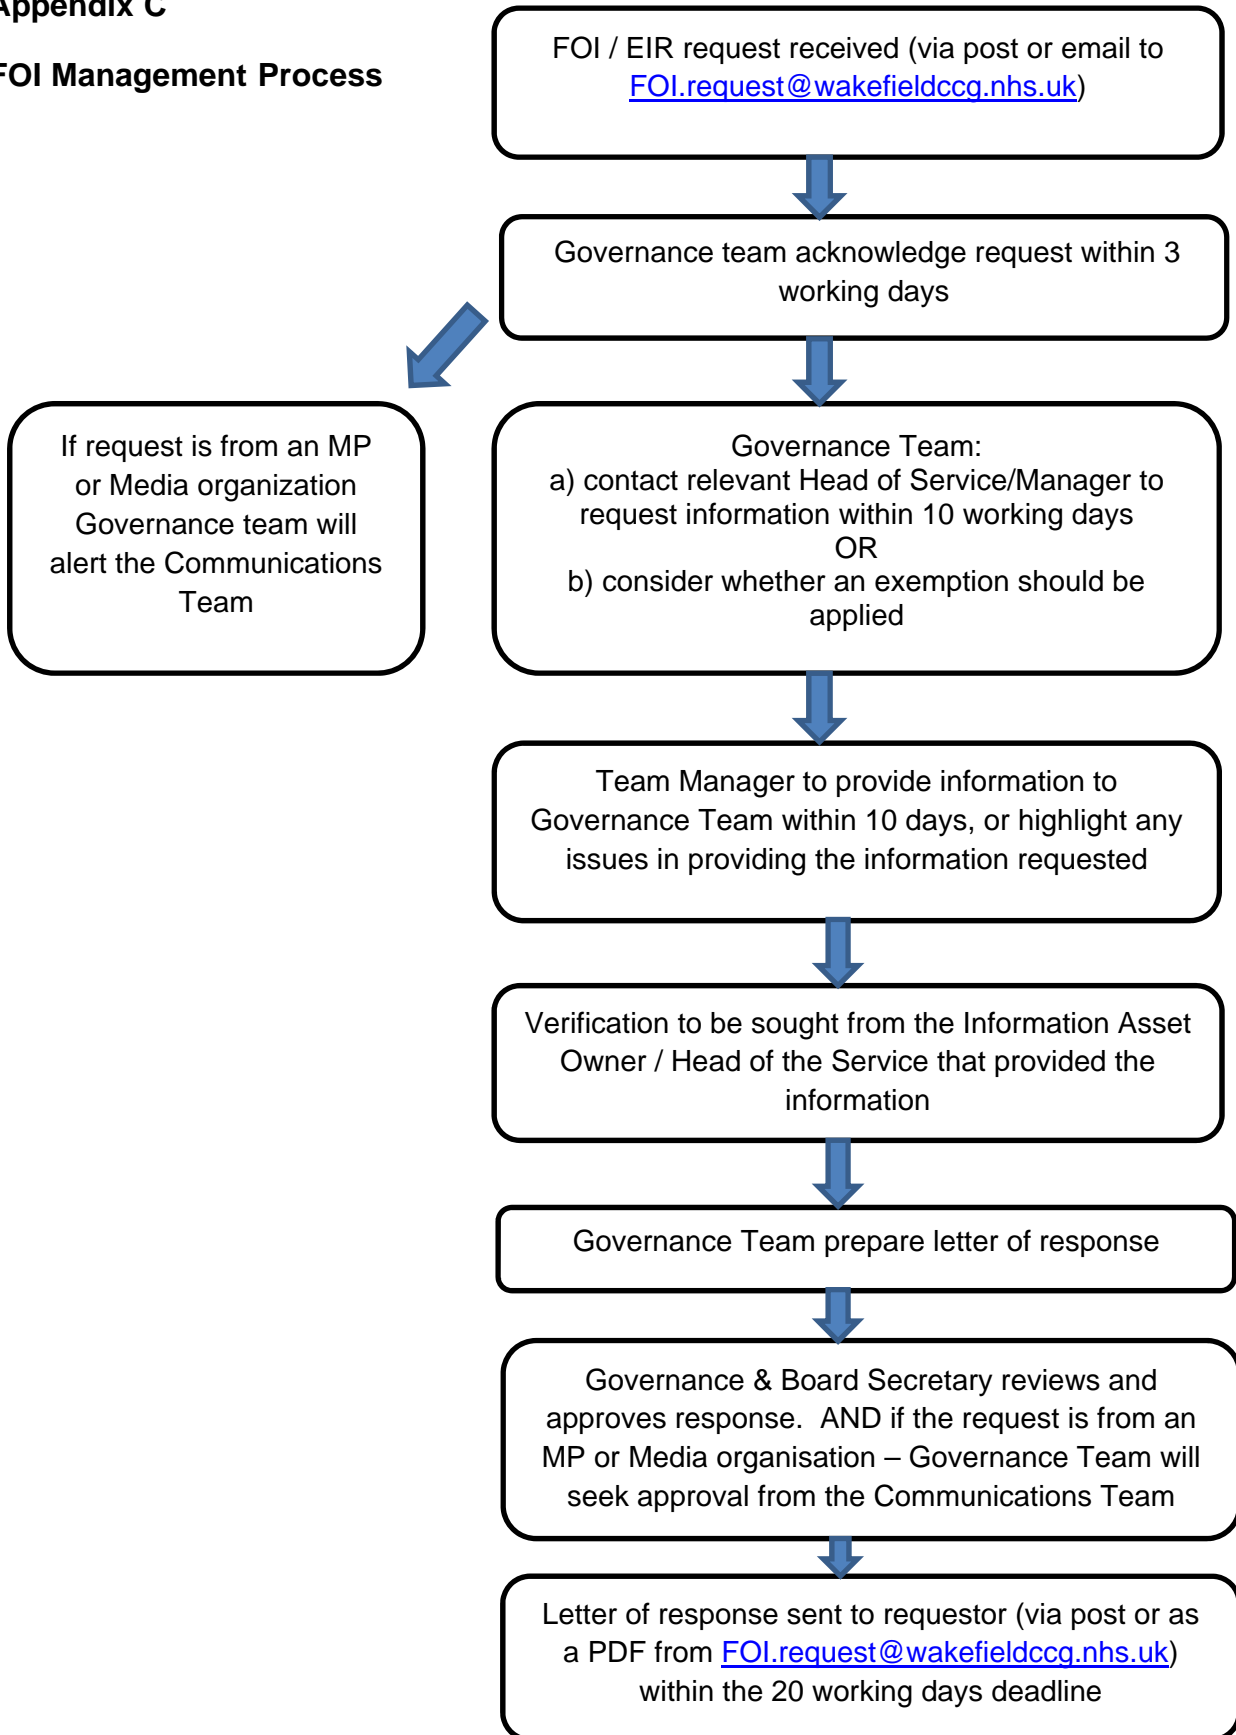 Appendix C
FOI Management Process
FOI / EIR request received (via post or email to
FOI.request@wakefieldccg.nhs.uk)
Governance team acknowledge request within 3
working days
If request is from an MP
or Media organization
Governance team will
alert the Communications
Team
Governance Team:
a) contact relevant Head of Service/Manager to
request information within 10 working days
OR
b) consider whether an exemption should be
applied
Team Manager to provide information to
Governance Team within 10 days, or highlight any
issues in providing the information requested
Verification to be sought from the Information Asset
Owner / Head of the Service that provided the
information
Governance Team prepare letter of response
Governance & Board Secretary reviews and
approves response.  AND if the request is from an
MP or Media organisation – Governance Team will
seek approval from the Communications Team
Letter of response sent to requestor (via post or as
a PDF from FOI.request@wakefieldccg.nhs.uk)
within the 20 working days deadline